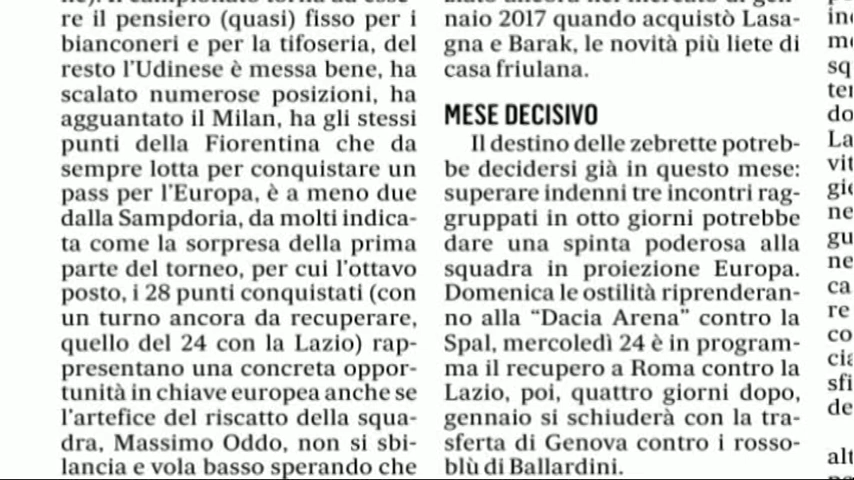 re il pensiero (quasi) fisso per i
bianconeri e per la tifoseria, del
resto l'Udinese è messa bene, ha
scalato numerose posizioni, ha
agguantato il Milan, ha gli stessi
punti della Fiorentina che da
sempre lotta per conquistare un
pass per l'Europa, è a meno due
dalla Sampdoria, da molti indica-
ta come la sorpresa della prima
parte del torneo, per cui l'ottavo
posto, i 28 punti conquistati (con
un turno ancora da recuperare,
quello del 24 con la Lazio) rap-
presentano una concreta oppor-
tunità in chiave europea anche se
l'artefice del riscatto della squa-
dra, Massimo Oddo, non si sbi-
lancia e vola basso sperando che
naio 2017 quando acquistò Lasa-
gna e Barak, le novità più liete di
casa friulana.
MESE DECISIVO
Il destino delle zebrette potreb-
be decidersi già in questo mese:
superare indenni tre incontri rag-
gruppati in otto giorni potrebbe
dare una spinta poderosa alla
squadra in proiezione Europa.
Domenica le ostilità riprenderan-
no alla “Dacia Arena” contro la
Spal, mercoledì 24 è in program-
ma il recupero a Roma contro la
Lazio, poi, quattro giorni dopo,
gennaio si schiuderà con la tra-
sferta di Genova contro i rosso-
blù di Ballardini.